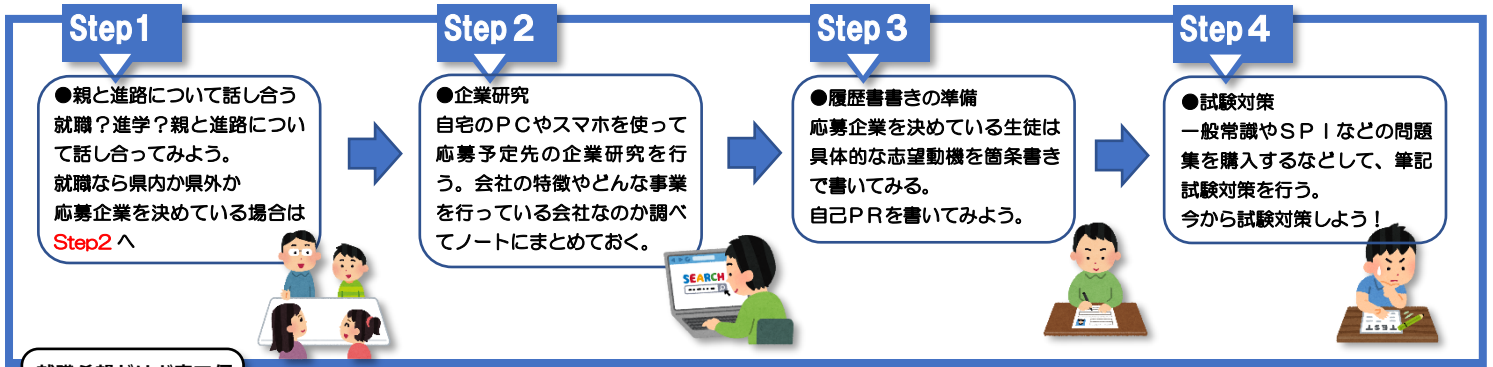 Step1
●親と進路について話し合う
就職？進学？親と進路につい
て話し合ってみよう。
就職なら県内か県外か
応募企業を決めている場合は
Step2 へ
Step２
●企業研究
自宅のＰＣやスマホを使って
応募予定先の企業研究を行
う。会社の特徴やどんな事業
を行っている会社なのか調べ
てノートにまとめておく。
SEARCH
Step３
●履歴書書きの準備
応募企業を決めている生徒は
具体的な志望動機を箇条書き
で書いてみる。
自己ＰＲを書いてみよう。
Step４
●試験対策
一般常識やＳＰＩなどの問題
集を購入するなどして、筆記
試験対策を行う。
今から試験対策しよう！
TEST